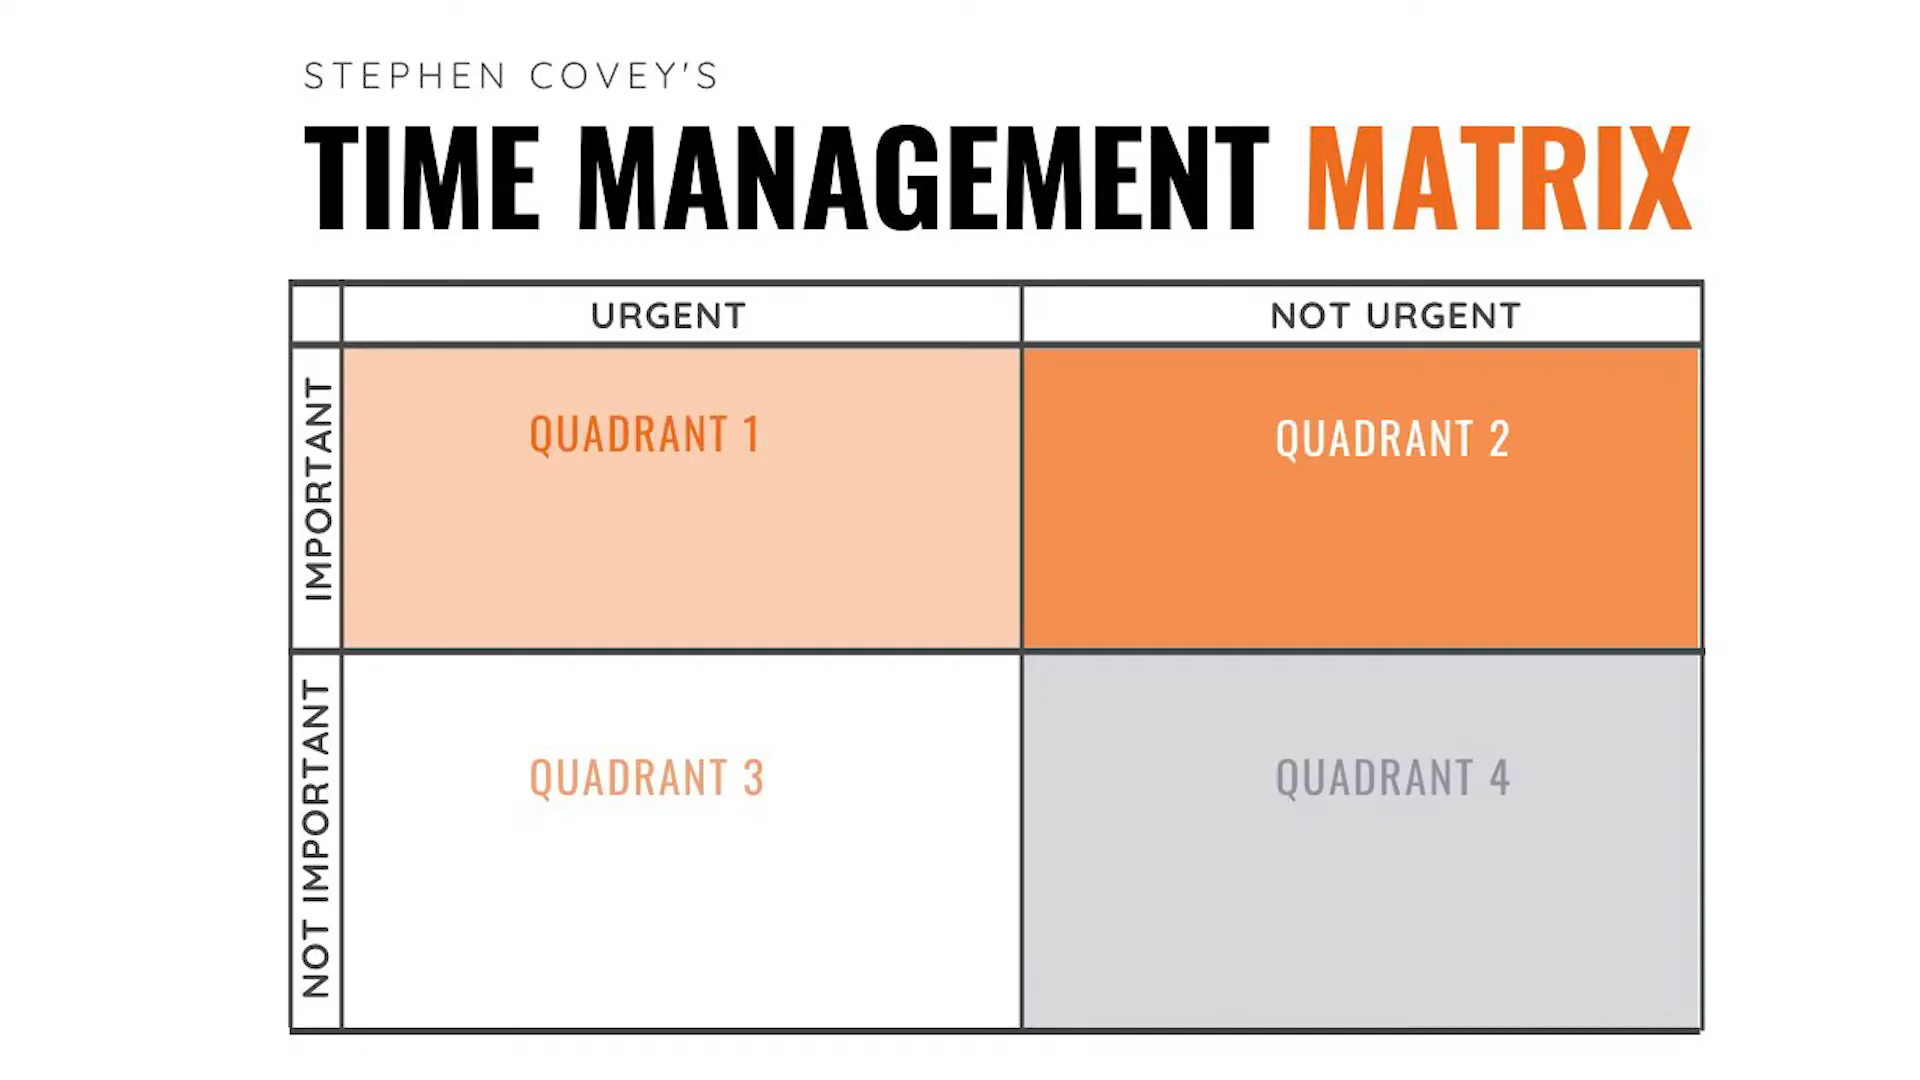 STEPHEN COVEY'S
TIME MANAGEMENT MATRIX
URGENT
NOT URGENT
IMPORTANT
QUADRANT 1
QUADRANT 2
NOT IMPORTANT
QUADRANT 3
QUADRANT 4